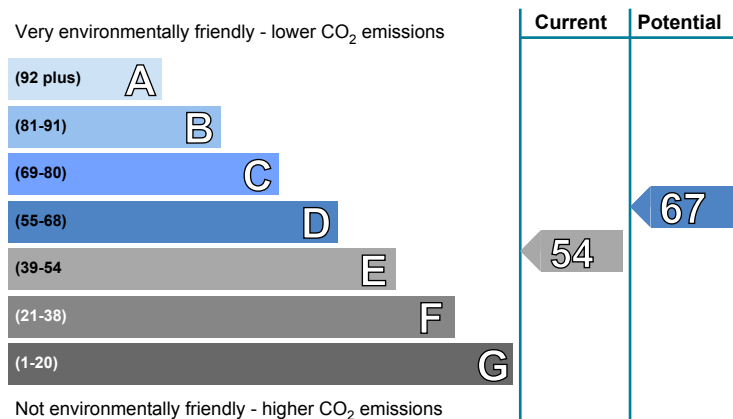 Very environmentally friendly - lower CO2 emissions
Current
Potential
(92 plus) A
(81-91) B
(69-80) C
(55-68) D
67
(39-54 E
54
(21-38) F
(1-20) G
Not environmentally friendly - higher CO2 emissions